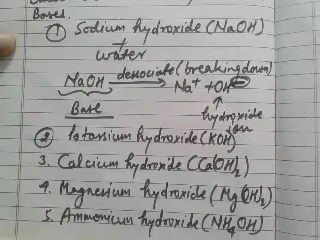 Bases.
① Sodium hydroxide (NaOH)
+
water
NaOH dessociate (breaking down) → Na⁺ + OH⁻
Base
hydroxide
ion
② Potassium hydroxide (KOH)
3. Calcium hydroxide (Ca(OH)₂)
4. Magnesium hydroxide (Mg(OH)₂)
5. Ammonium hydroxide (NH₄OH)